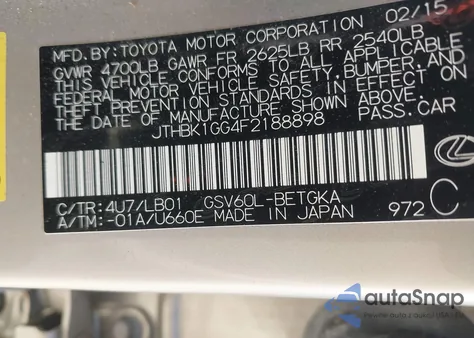 MFD. BY: TOYOTA MOTOR CORPORATION 02/15
GVWR 4700LB GAWR FR 2625LB RR 2540LB
THIS VEHICLE CONFORMS TO ALL APPLICABLE
FEDERAL MOTOR VEHICLE SAFETY, BUMPER, AND
THEFT PREVENTION STANDARDS IN EFFECT ON
THE DATE OF MANUFACTURE SHOWN ABOVE.
JTHBK1GG4F2188898 PASS. CAR
C/TR: 4U7/LB01 GSV60L-BETGKA
A/TM: -01A/U660E MADE IN JAPAN 972 C
autoSnap